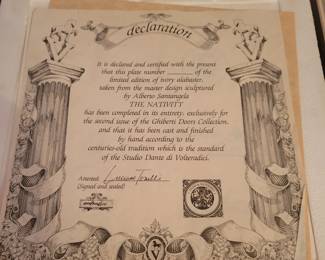 declaration
It is declared and certified with the present
that this plate number ________ of the
limited edition of ivory alabaster,
taken from the master design sculptured
by Alberto Santangela
THE NATIVITY
has been completed in its entirety, exclusively for
the second issue of the Ghiberti Doors Collection,
and that it has been cast and finished
by hand according to the
centuries-old tradition which is the standard
of the Studio Dante di Volteradici.
Attested:
(Signed and sealed)